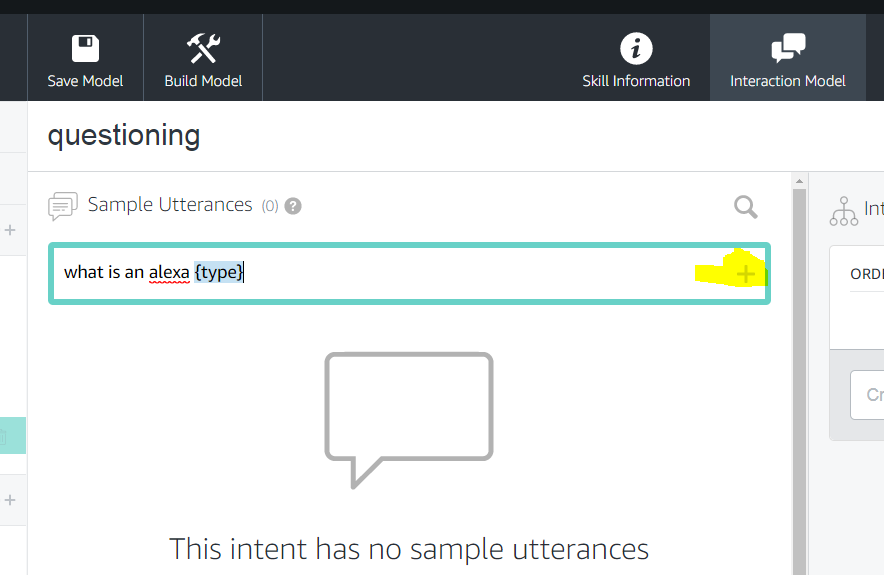 Save Model
Build Model
Skill Information
Interaction Model
questioning
Sample Utterances (0) ?
what is an alexa {type}
This intent has no sample utterances
Int
ORDE
Cr